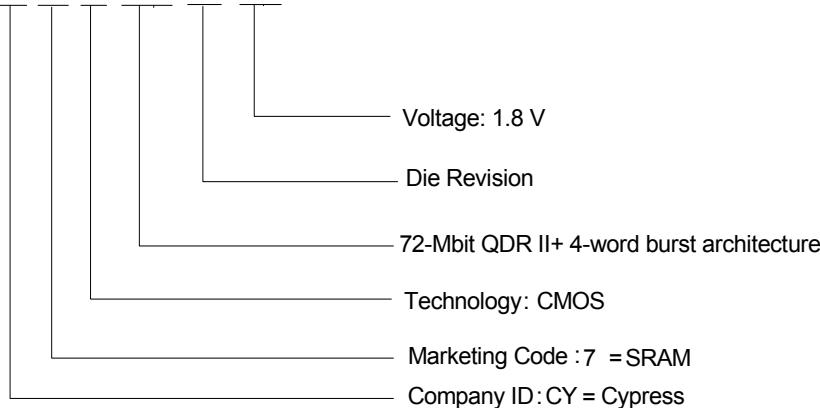 Voltage: 1.8 V
Die Revision
72-Mbit QDR II+ 4-word burst architecture
Technology: CMOS
Marketing Code : 7 = SRAM
Company ID: CY = Cypress